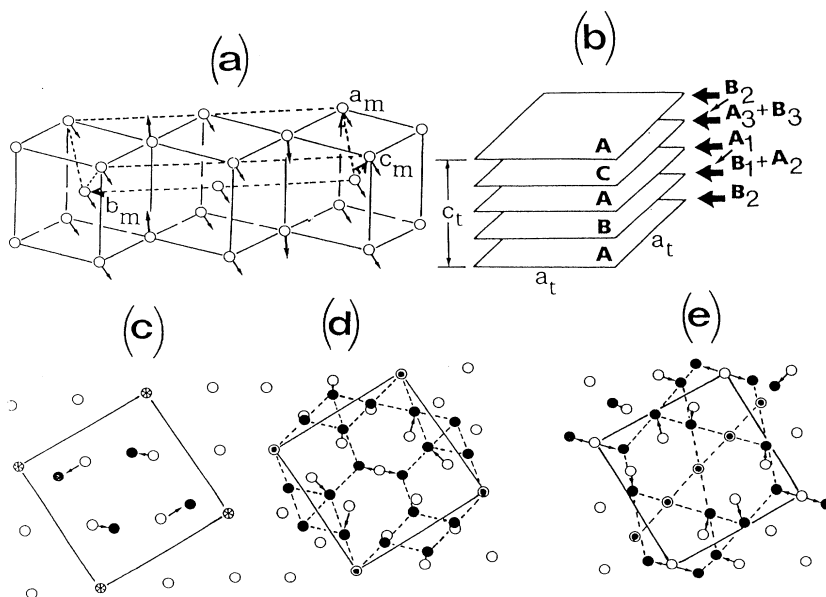 (a)
(b)
a_m
c_m
b_m
B_2
A_3+B_3
A_1
B_1+A_2
B_2
A
C
A
B
A
c_t
a_t
a_t
(c)
(d)
(e)